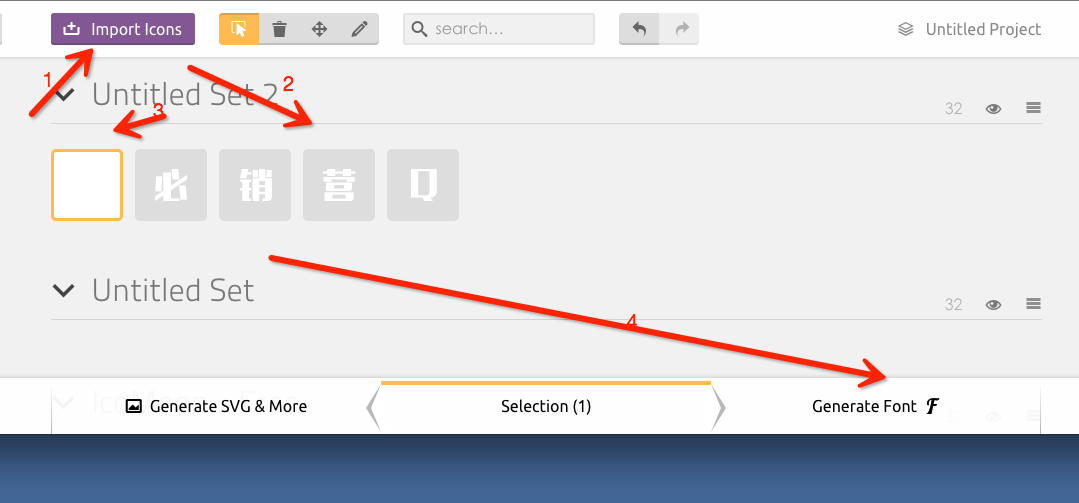 Import Icons
search...
Untitled Project
1
2
Untitled Set 2
3
32
必
销
营
Q
Untitled Set
32
4
Generate SVG & More
Selection (1)
Generate Font